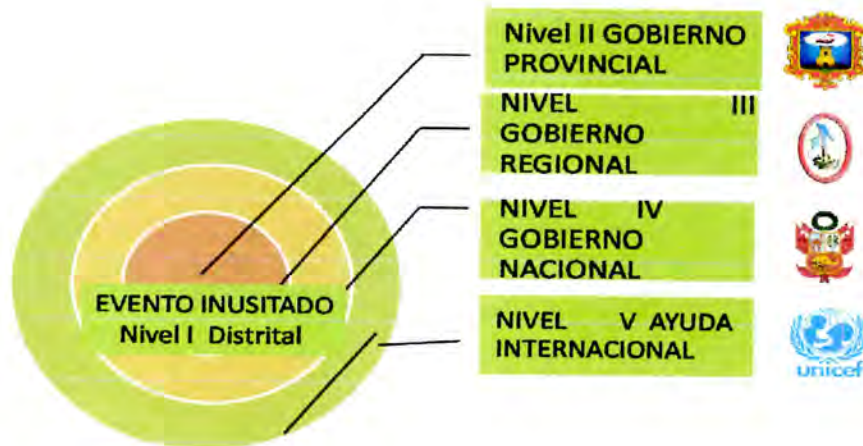 Nivel II GOBIERNO
PROVINCIAL
NIVEL III
GOBIERNO
REGIONAL
NIVEL IV
GOBIERNO
NACIONAL
EVENTO INUSITADO
Nivel I Distrital
NIVEL V AYUDA
INTERNACIONAL
unicef